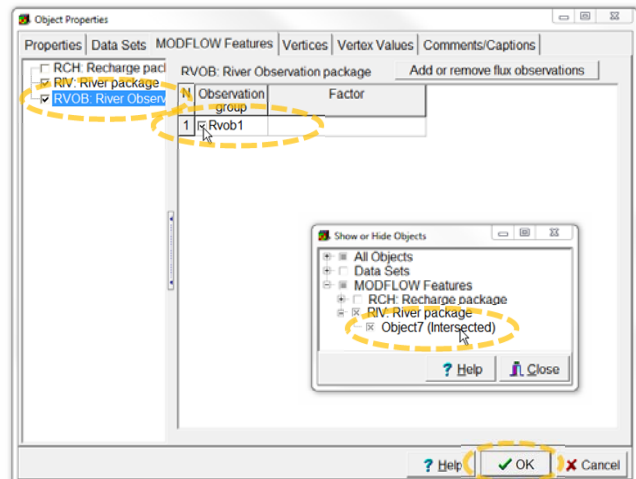 Object Properties
Properties Data Sets MODFLOW Features Vertices Vertex Values Comments/Captions
RCH: Recharge pacl
RIV: River package
RVOB: River Observ
RVOB: River Observation package Add or remove flux observations
N Observation group Factor
1 Rvob1
Show or Hide Objects
All Objects
Data Sets
MODFLOW Features
RCH: Recharge package
RIV: River package
Object7 (Intersected)
? Help Close
? Help OK Cancel